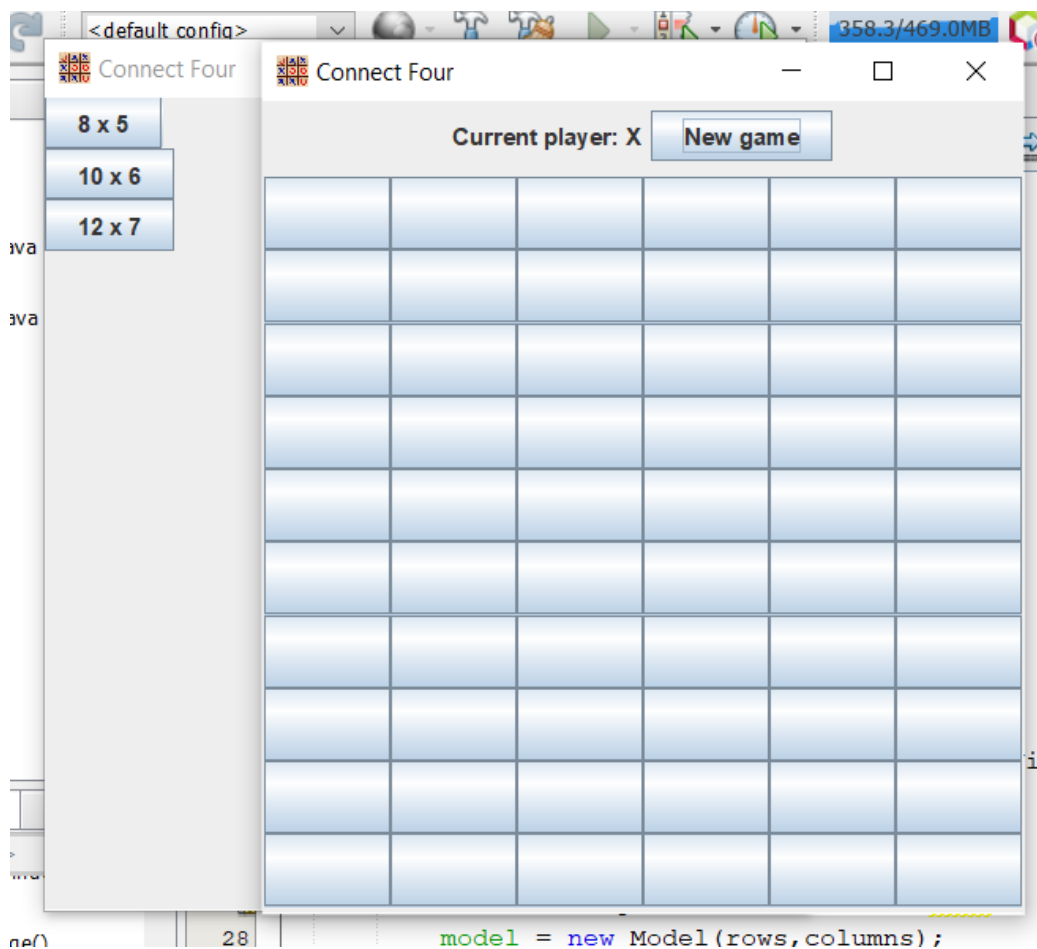 <default config>
358.3/469.0MB
Connect Four
Connect Four
8 x 5
Current player: X
New game
10 x 6
12 x 7
ava
ava
28
model = new Model(rows,columns);
ge()